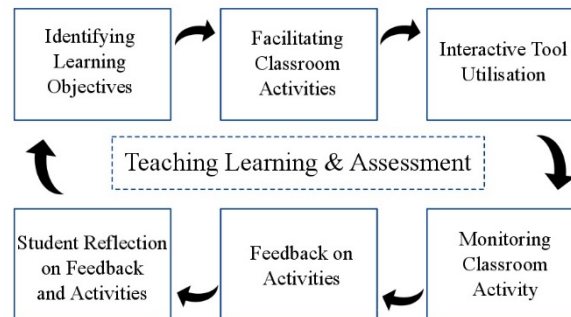 Identifying
Learning
Objectives
Facilitating
Classroom
Activities
Interactive Tool
Utilisation
Teaching Learning & Assessment
Student Reflection
on Feedback
and Activities
Feedback on
Activities
Monitoring
Classroom
Activity